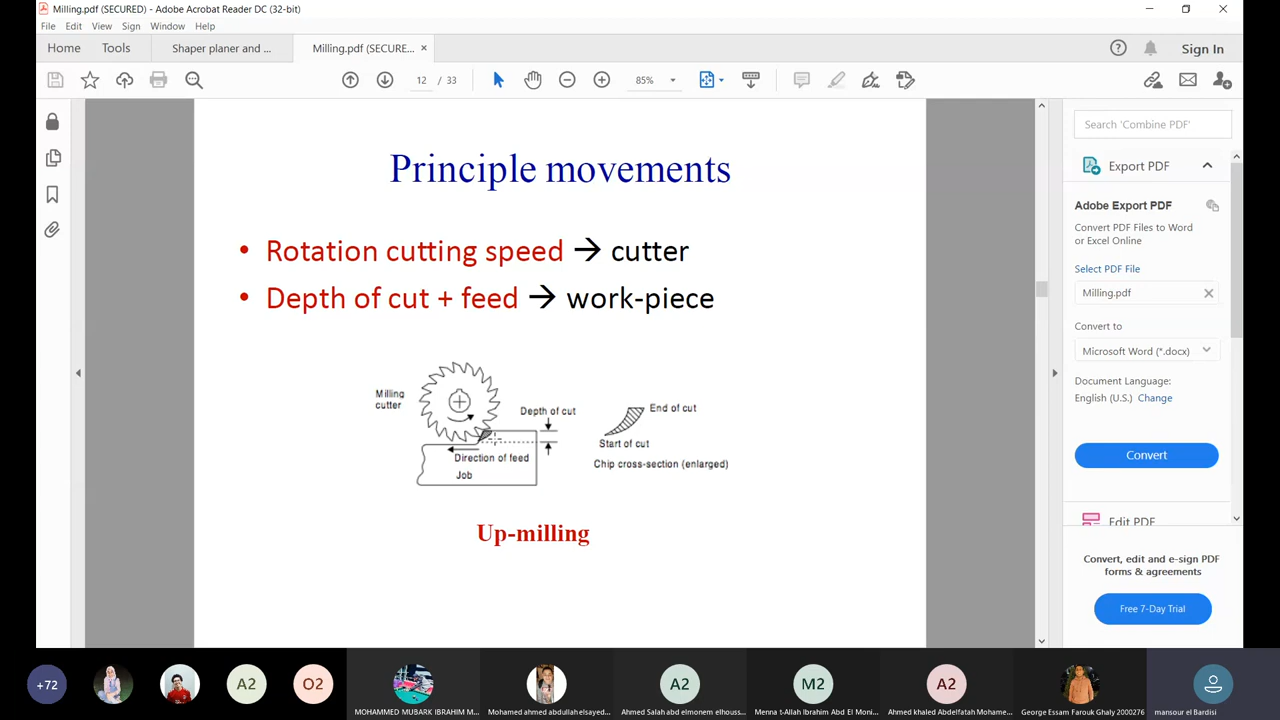 Milling.pdf (SECURED) - Adobe Acrobat Reader DC (32-bit)
File Edit View Sign Window Help
Home Tools Shaper planer and ... Milling.pdf (SECURE... × Sign In
12 / 33 85%
Principle movements
• Rotation cutting speed → cutter
• Depth of cut + feed → work-piece
Milling
cutter
Depth of cut
Direction of feed
Job
End of cut
Start of cut
Chip cross-section (enlarged)
Up-milling
Search 'Combine PDF'
Export PDF
Adobe Export PDF
Convert PDF Files to Word
or Excel Online
Select PDF File
Milling.pdf
Convert to
Microsoft Word (*.docx)
Document Language:
English (U.S.) Change
Convert
Edit PDF
Convert, edit and e-sign PDF
forms & agreements
Free 7-Day Trial
+72 A2 O2 A2 M2 A2
MOHAMMED MUBARK IBRAHIM M... Mohamed ahmed abdullah elsayed... Ahmed Salah abd elmonem elhouss... Menna t-Allah Ibrahim Abd El Moni... Ahmed khaled Abdelfatah Mohame... George Essam Farouk Ghaly 2000276 mansour el Bardisi